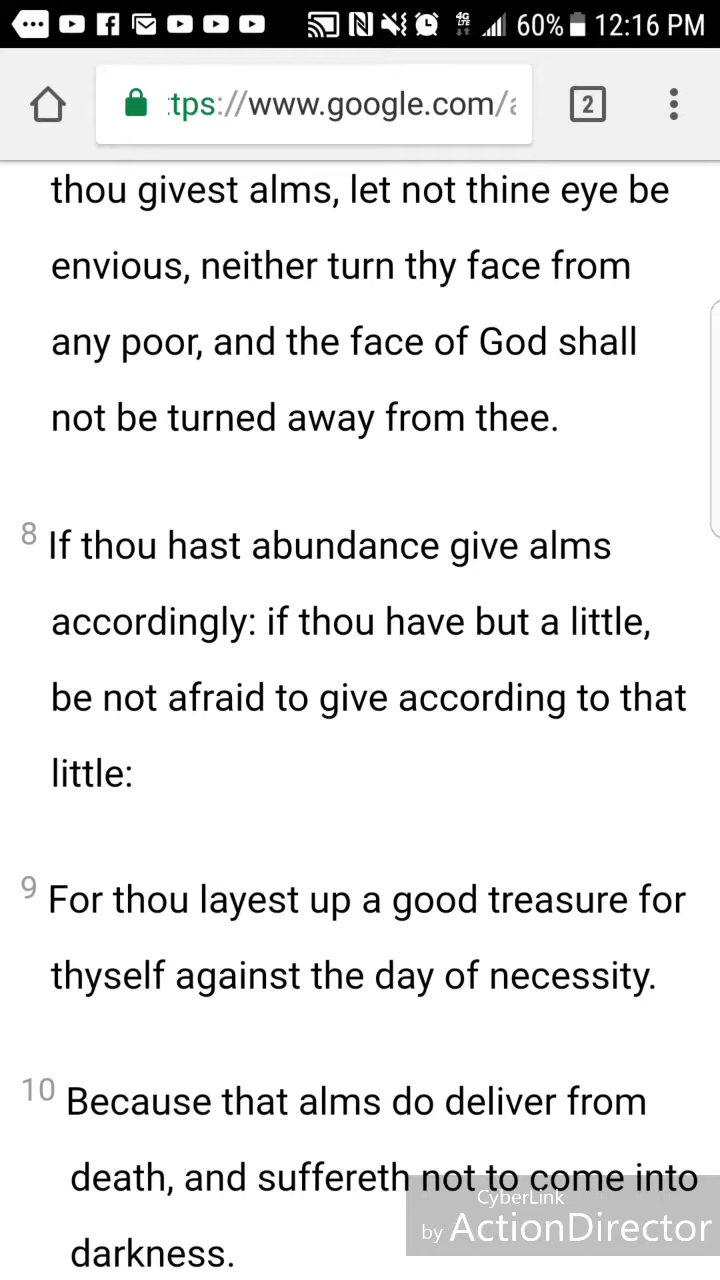 60% 12:16 PM
tps://www.google.com/a
2
thou givest alms, let not thine eye be
envious, neither turn thy face from
any poor, and the face of God shall
not be turned away from thee.
8 If thou hast abundance give alms
accordingly: if thou have but a little,
be not afraid to give according to that
little:
9 For thou layest up a good treasure for
thyself against the day of necessity.
10 Because that alms do deliver from
death, and suffereth not to come into
darkness.
CyberLink
by ActionDirector